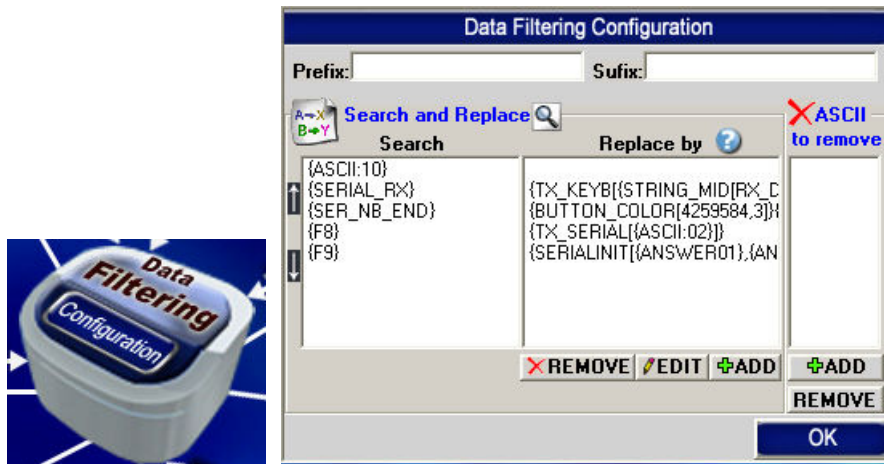 Data Filtering Configuration
Prefix:
Sufix:
A→X
B→Y
Search and Replace
ASCII
to remove
Search
Replace by
?
{ASCII:10}
{SERIAL_RX}
{TX_KEYB[{STRING_MID[RX_D
{SER_NB_END}
{BUTTON_COLOR[4259584,3]}{
{F8}
{TX_SERIAL[{ASCII:02}]}
{F9}
{SERIALINIT[{ANSWER01},{AN
REMOVE
EDIT
ADD
ADD
REMOVE
OK
Data
Filtering
Configuration